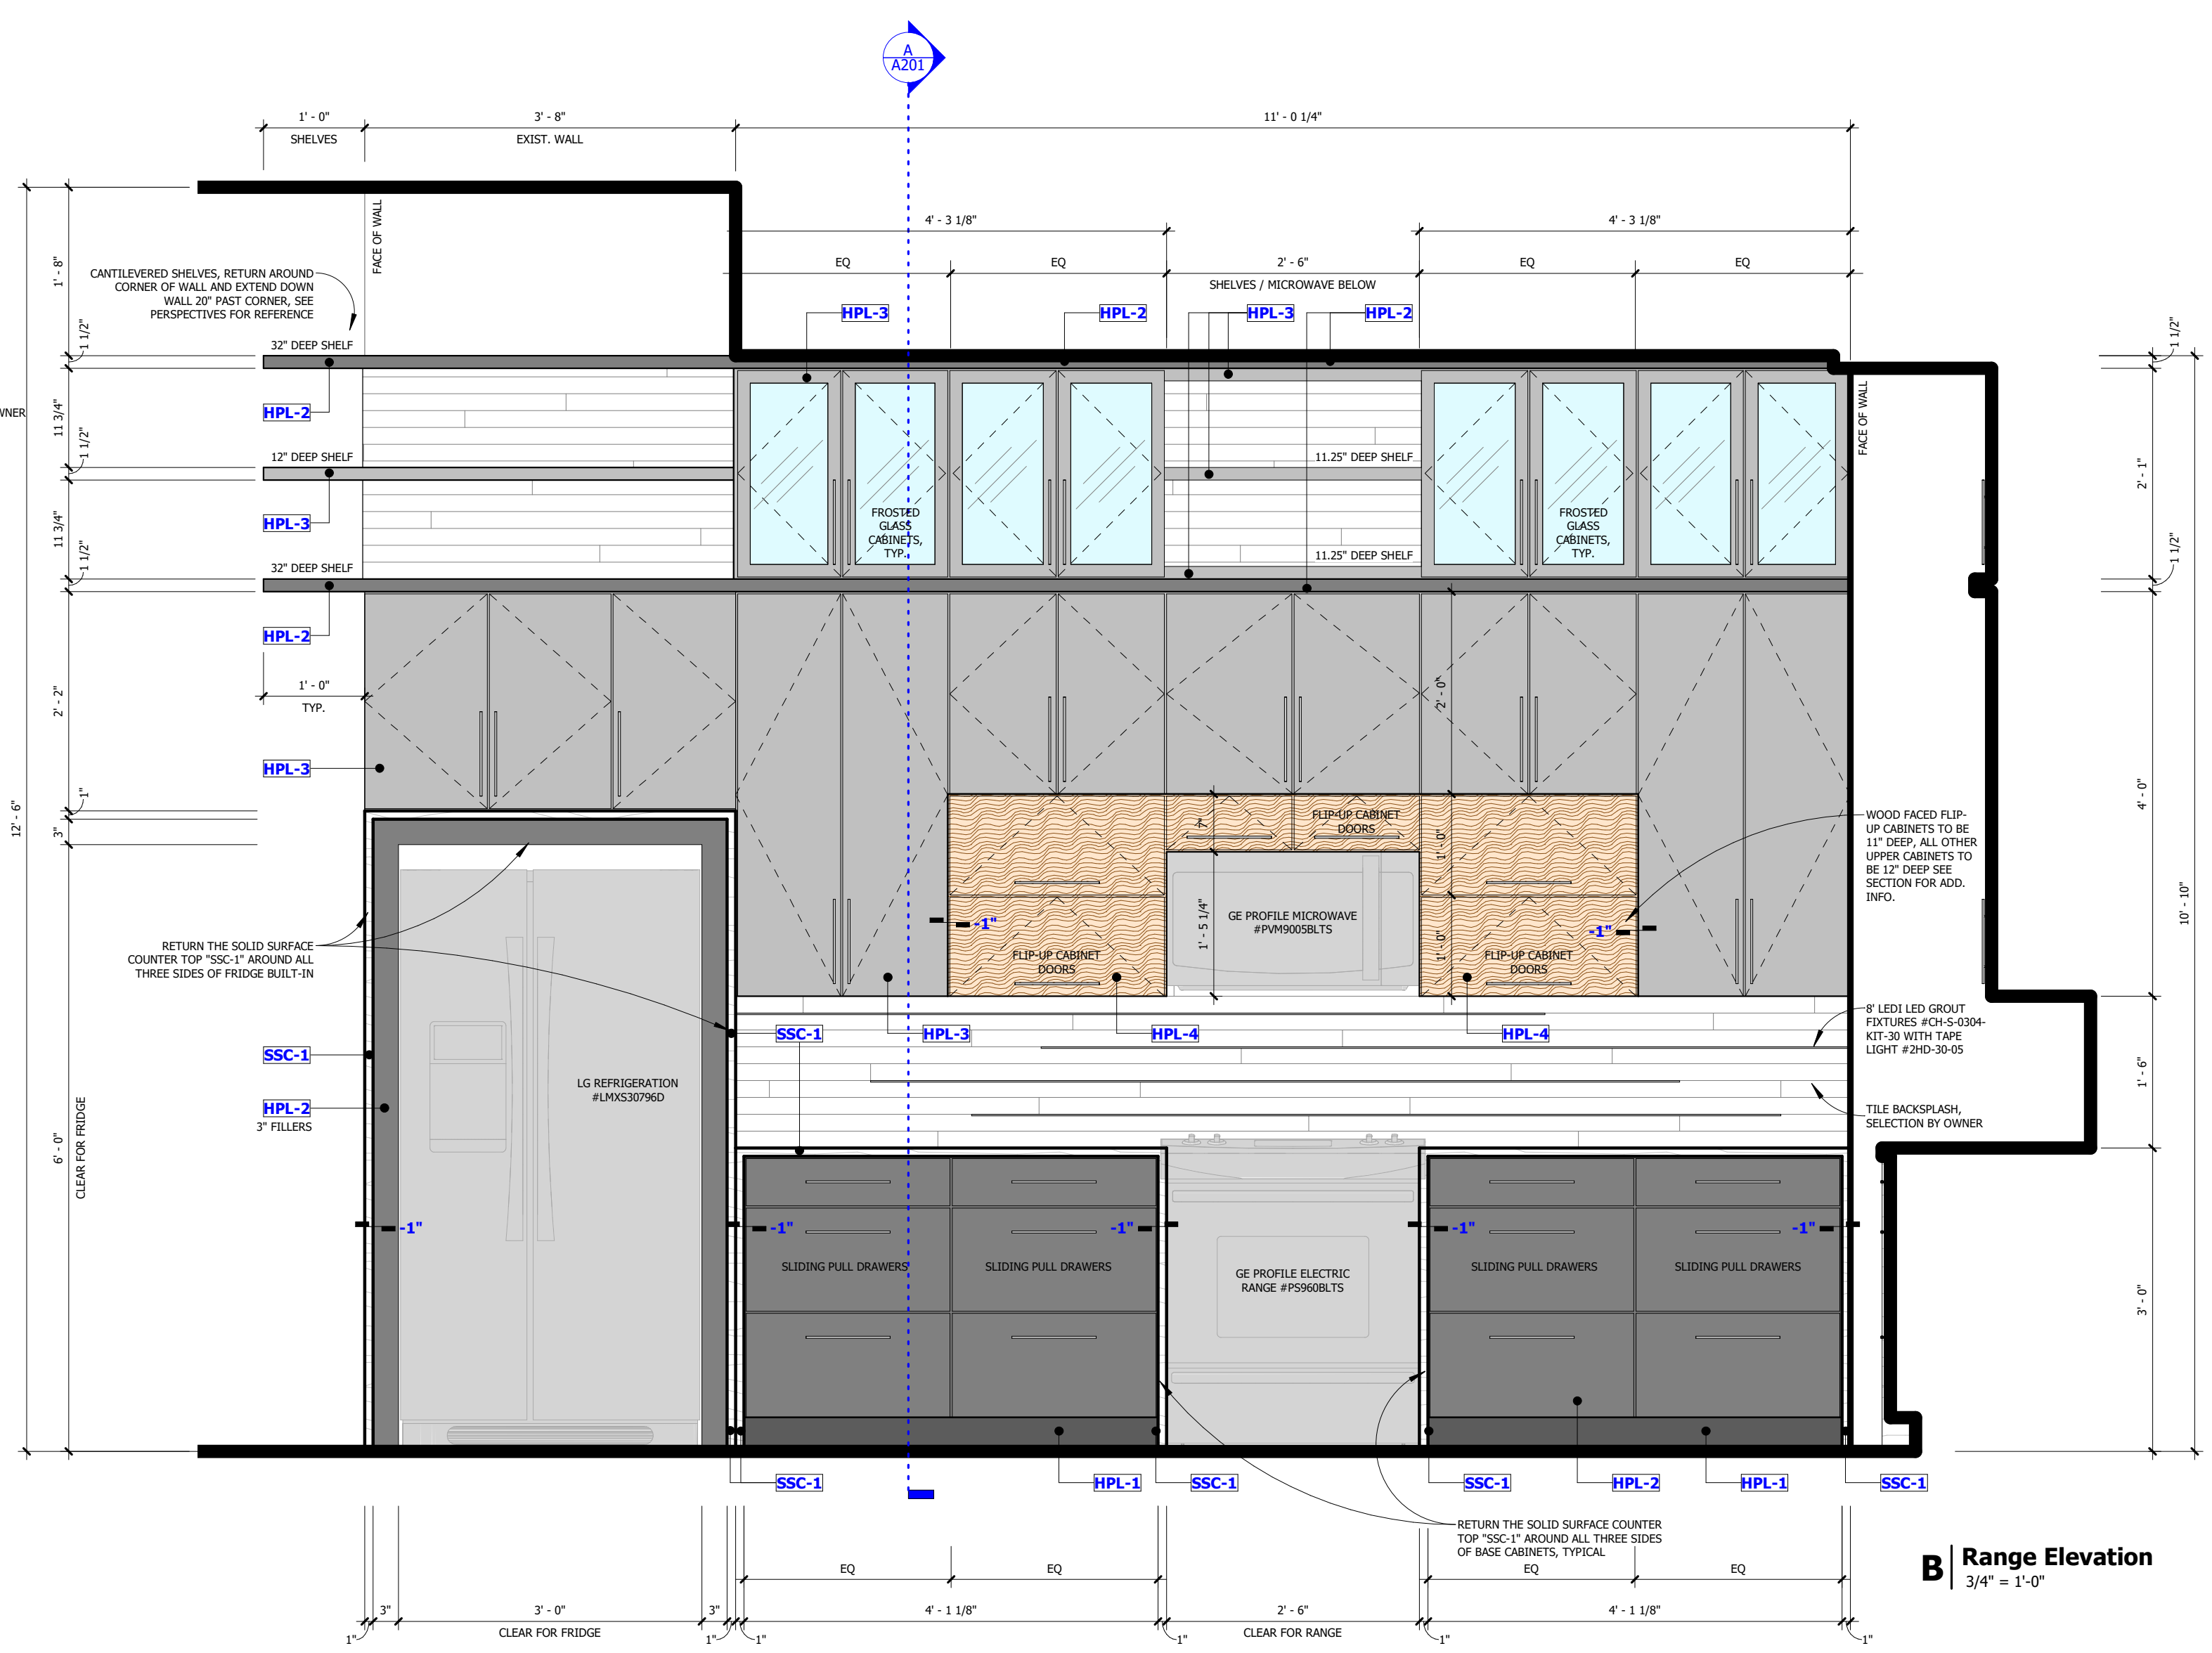 A
A201
1' - 0"
3' - 8"
11' - 0 1/4"
SHELVES
EXIST. WALL
FACE OF WALL
4' - 3 1/8"
4' - 3 1/8"
EQ
EQ
2' - 6"
EQ
EQ
SHELVES / MICROWAVE BELOW
CANTILEVERED SHELVES, RETURN AROUND
CORNER OF WALL AND EXTEND DOWN
WALL 20" PAST CORNER, SEE
PERSPECTIVES FOR REFERENCE
1' - 8"
HPL-3
HPL-2
HPL-3
HPL-2
1 1/2"
32" DEEP SHELF
1 1/2"
HPL-2
WNER
11 3/4"
FACE OF WALL
1 1/2"
12" DEEP SHELF
11.25" DEEP SHELF
2' - 1"
HPL-3
11 3/4"
FROSTED
GLASS
CABINETS,
TYP.
FROSTED
GLASS
CABINETS,
TYP.
1 1/2"
32" DEEP SHELF
11.25" DEEP SHELF
1 1/2"
HPL-2
1' - 0"
TYP.
2' - 2"
2' - 0"
HPL-3
1"
3"
12' - 6"
4' - 0"
7"
FLIP-UP CABINET
DOORS
1' - 0"
WOOD FACED FLIP-
UP CABINETS TO BE
11" DEEP, ALL OTHER
UPPER CABINETS TO
BE 12" DEEP SEE
SECTION FOR ADD.
INFO.
10' - 10"
RETURN THE SOLID SURFACE
COUNTER TOP "SSC-1" AROUND ALL
THREE SIDES OF FRIDGE BUILT-IN
-1"
FLIP-UP CABINET
DOORS
1' - 5 1/4"
GE PROFILE MICROWAVE
#PVM9005BLTS
1' - 0"
-1"
FLIP-UP CABINET
DOORS
SSC-1
SSC-1
HPL-3
HPL-4
HPL-4
8' LEDI LED GROUT
FIXTURES #CH-S-0304-
KIT-30 WITH TAPE
LIGHT #2HD-30-05
1' - 6"
HPL-2
3" FILLERS
LG REFRIGERATION
#LMXS30796D
TILE BACKSPLASH,
SELECTION BY OWNER
6' - 0"
CLEAR FOR FRIDGE
-1"
-1"
-1"
-1"
-1"
SLIDING PULL DRAWERS
SLIDING PULL DRAWERS
GE PROFILE ELECTRIC
RANGE #PS960BLTS
SLIDING PULL DRAWERS
SLIDING PULL DRAWERS
3' - 0"
SSC-1
HPL-1
SSC-1
SSC-1
HPL-2
HPL-1
SSC-1
RETURN THE SOLID SURFACE COUNTER
TOP "SSC-1" AROUND ALL THREE SIDES
OF BASE CABINETS, TYPICAL
EQ
EQ
EQ
EQ
3"
3' - 0"
3"
4' - 1 1/8"
2' - 6"
4' - 1 1/8"
CLEAR FOR FRIDGE
CLEAR FOR RANGE
1"
1"
1"
1"
1"
1"
B
Range Elevation
3/4" = 1'-0"